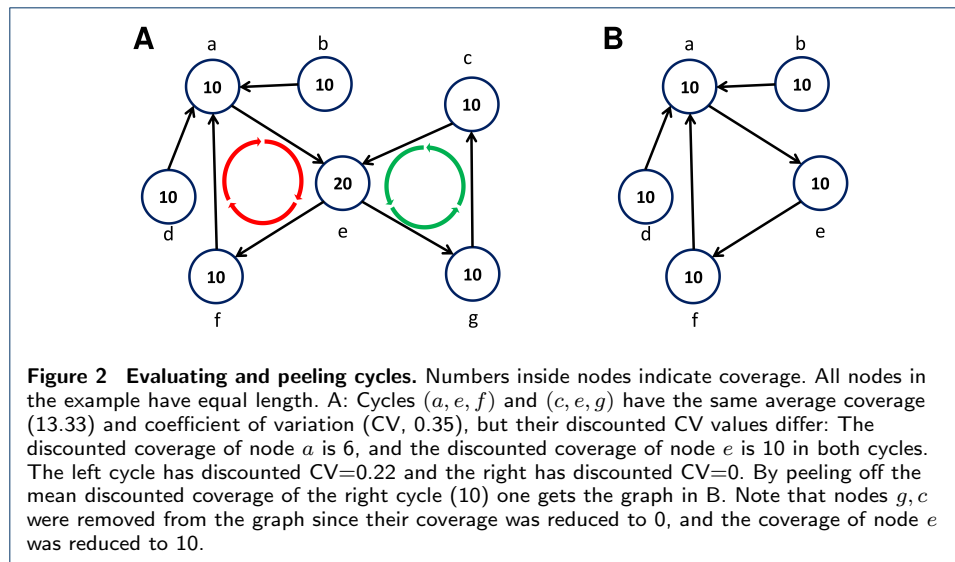 A
B
a
b
c
a
b
10
10
10
10
10
10
20
10
10
10
d
e
d
e
10
10
10
f
g
f
Figure 2 Evaluating and peeling cycles. Numbers inside nodes indicate coverage. All nodes in
the example have equal length. A: Cycles (a, e, f) and (c, e, g) have the same average coverage
(13.33) and coefficient of variation (CV, 0.35), but their discounted CV values differ: The
discounted coverage of node a is 6, and the discounted coverage of node e is 10 in both cycles.
The left cycle has discounted CV=0.22 and the right has discounted CV=0. By peeling off the
mean discounted coverage of the right cycle (10) one gets the graph in B. Note that nodes g, c
were removed from the graph since their coverage was reduced to 0, and the coverage of node e
was reduced to 10.